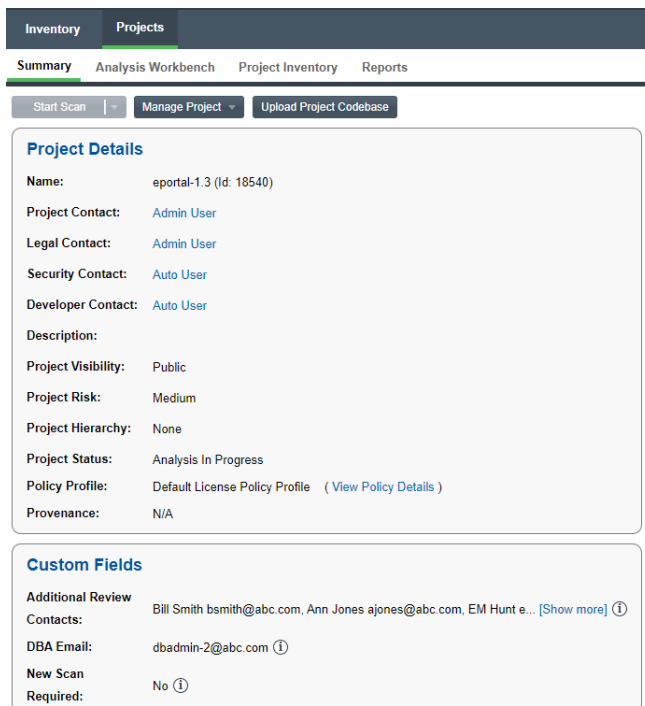 Inventory Projects
Summary Analysis Workbench Project Inventory Reports
Start Scan Manage Project Upload Project Codebase
Project Details
Name: eportal-1.3 (Id: 18540)
Project Contact: Admin User
Legal Contact: Admin User
Security Contact: Auto User
Developer Contact: Auto User
Description:
Project Visibility: Public
Project Risk: Medium
Project Hierarchy: None
Project Status: Analysis In Progress
Policy Profile: Default License Policy Profile ( View Policy Details )
Provenance: N/A
Custom Fields
Additional Review
Contacts: Bill Smith bsmith@abc.com, Ann Jones ajones@abc.com, EM Hunt e... [Show more] i
DBA Email: dbadmin-2@abc.com i
New Scan
Required: No i